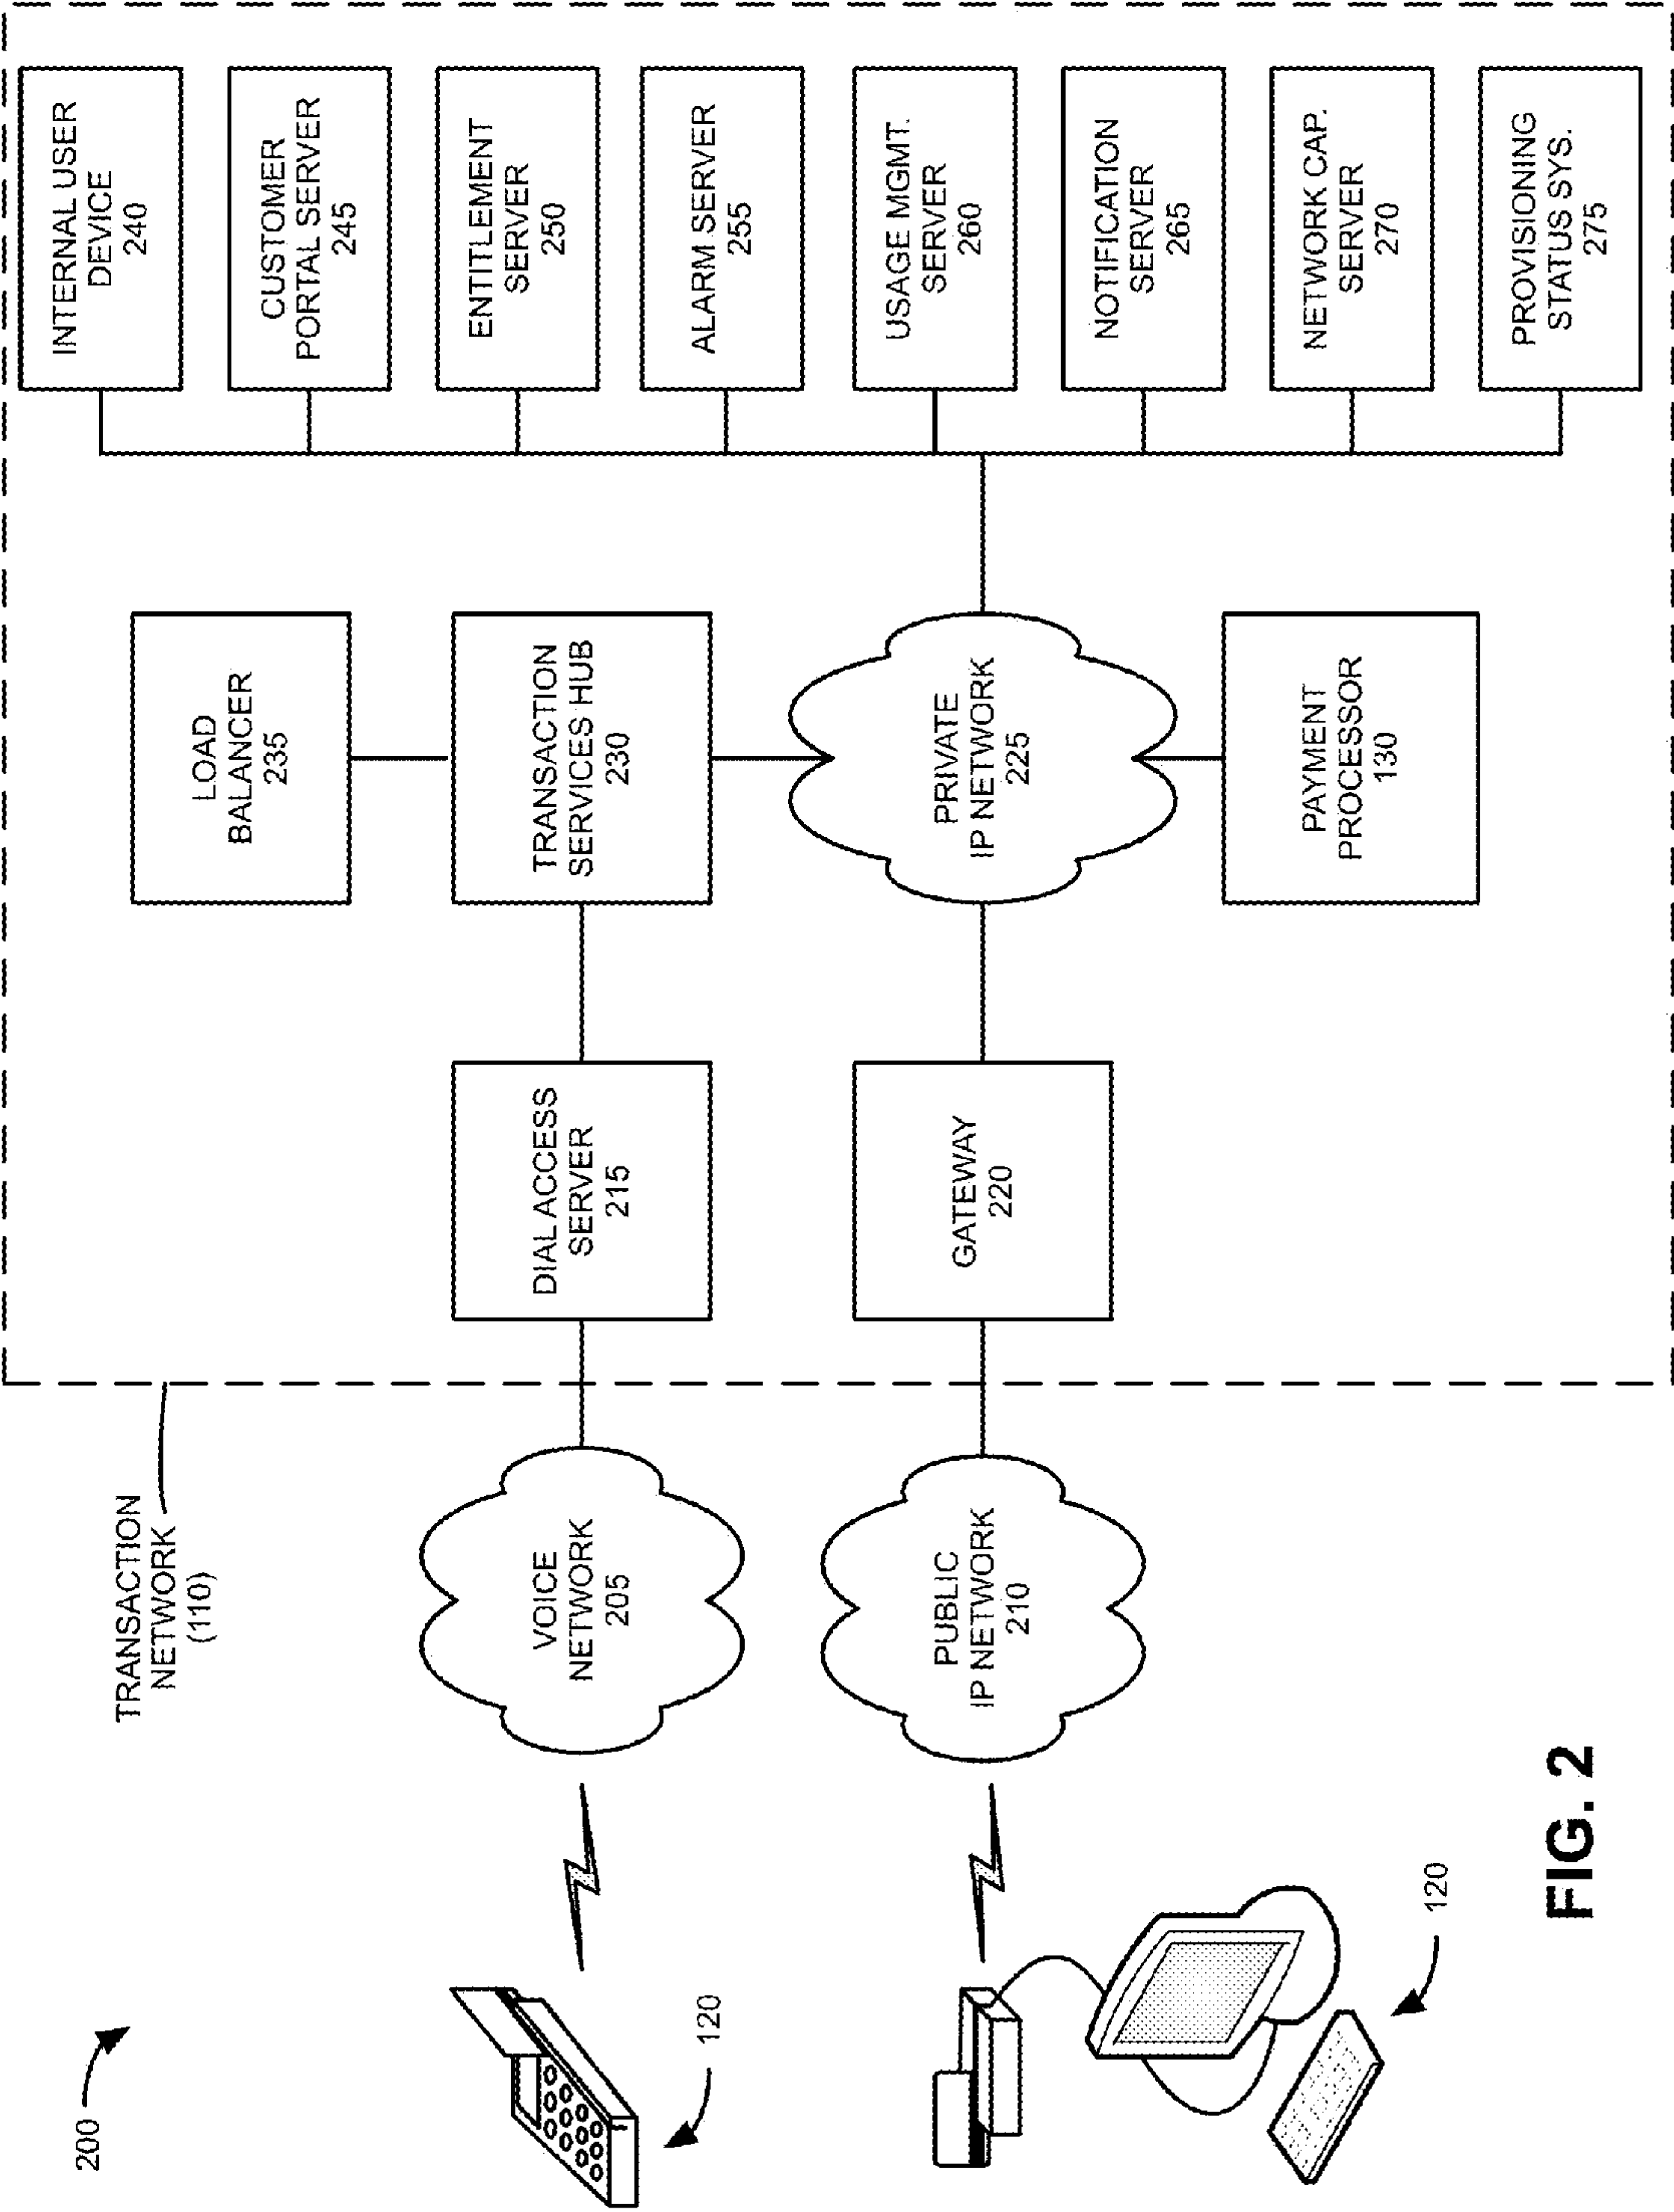 200
120
120
TRANSACTION
NETWORK
(110)
VOICE
NETWORK
205
PUBLIC
IP NETWORK
210
DIAL ACCESS
SERVER
215
GATEWAY
220
LOAD
BALANCER
235
TRANSACTION
SERVICES HUB
230
PRIVATE
IP NETWORK
225
PAYMENT
PROCESSOR
130
INTERNAL USER
DEVICE
240
CUSTOMER
PORTAL SERVER
245
ENTITLEMENT
SERVER
250
ALARM SERVER
255
USAGE MGMT.
SERVER
260
NOTIFICATION
SERVER
265
NETWORK CAP.
SERVER
270
PROVISIONING
STATUS SYS.
275
FIG. 2